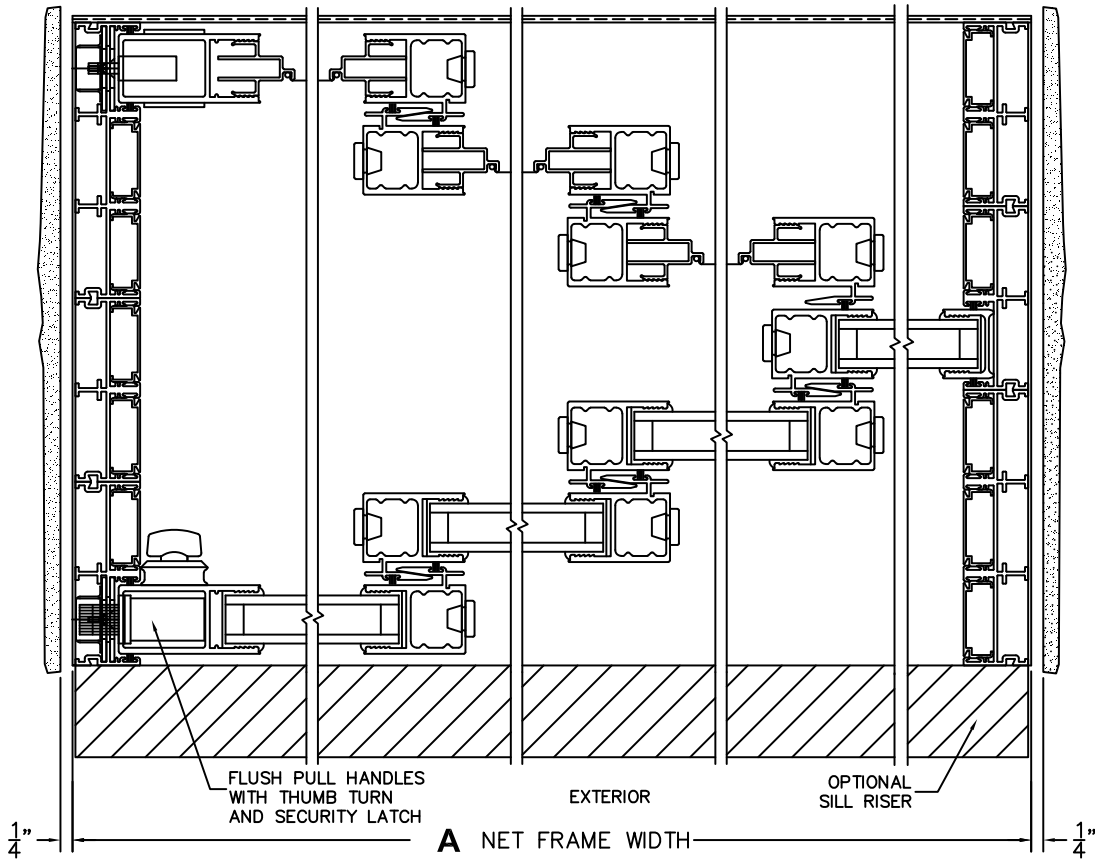 FLUSH PULL HANDLES
WITH THUMB TURN
AND SECURITY LATCH
EXTERIOR
OPTIONAL
SILL RISER
1/4" A NET FRAME WIDTH 1/4"